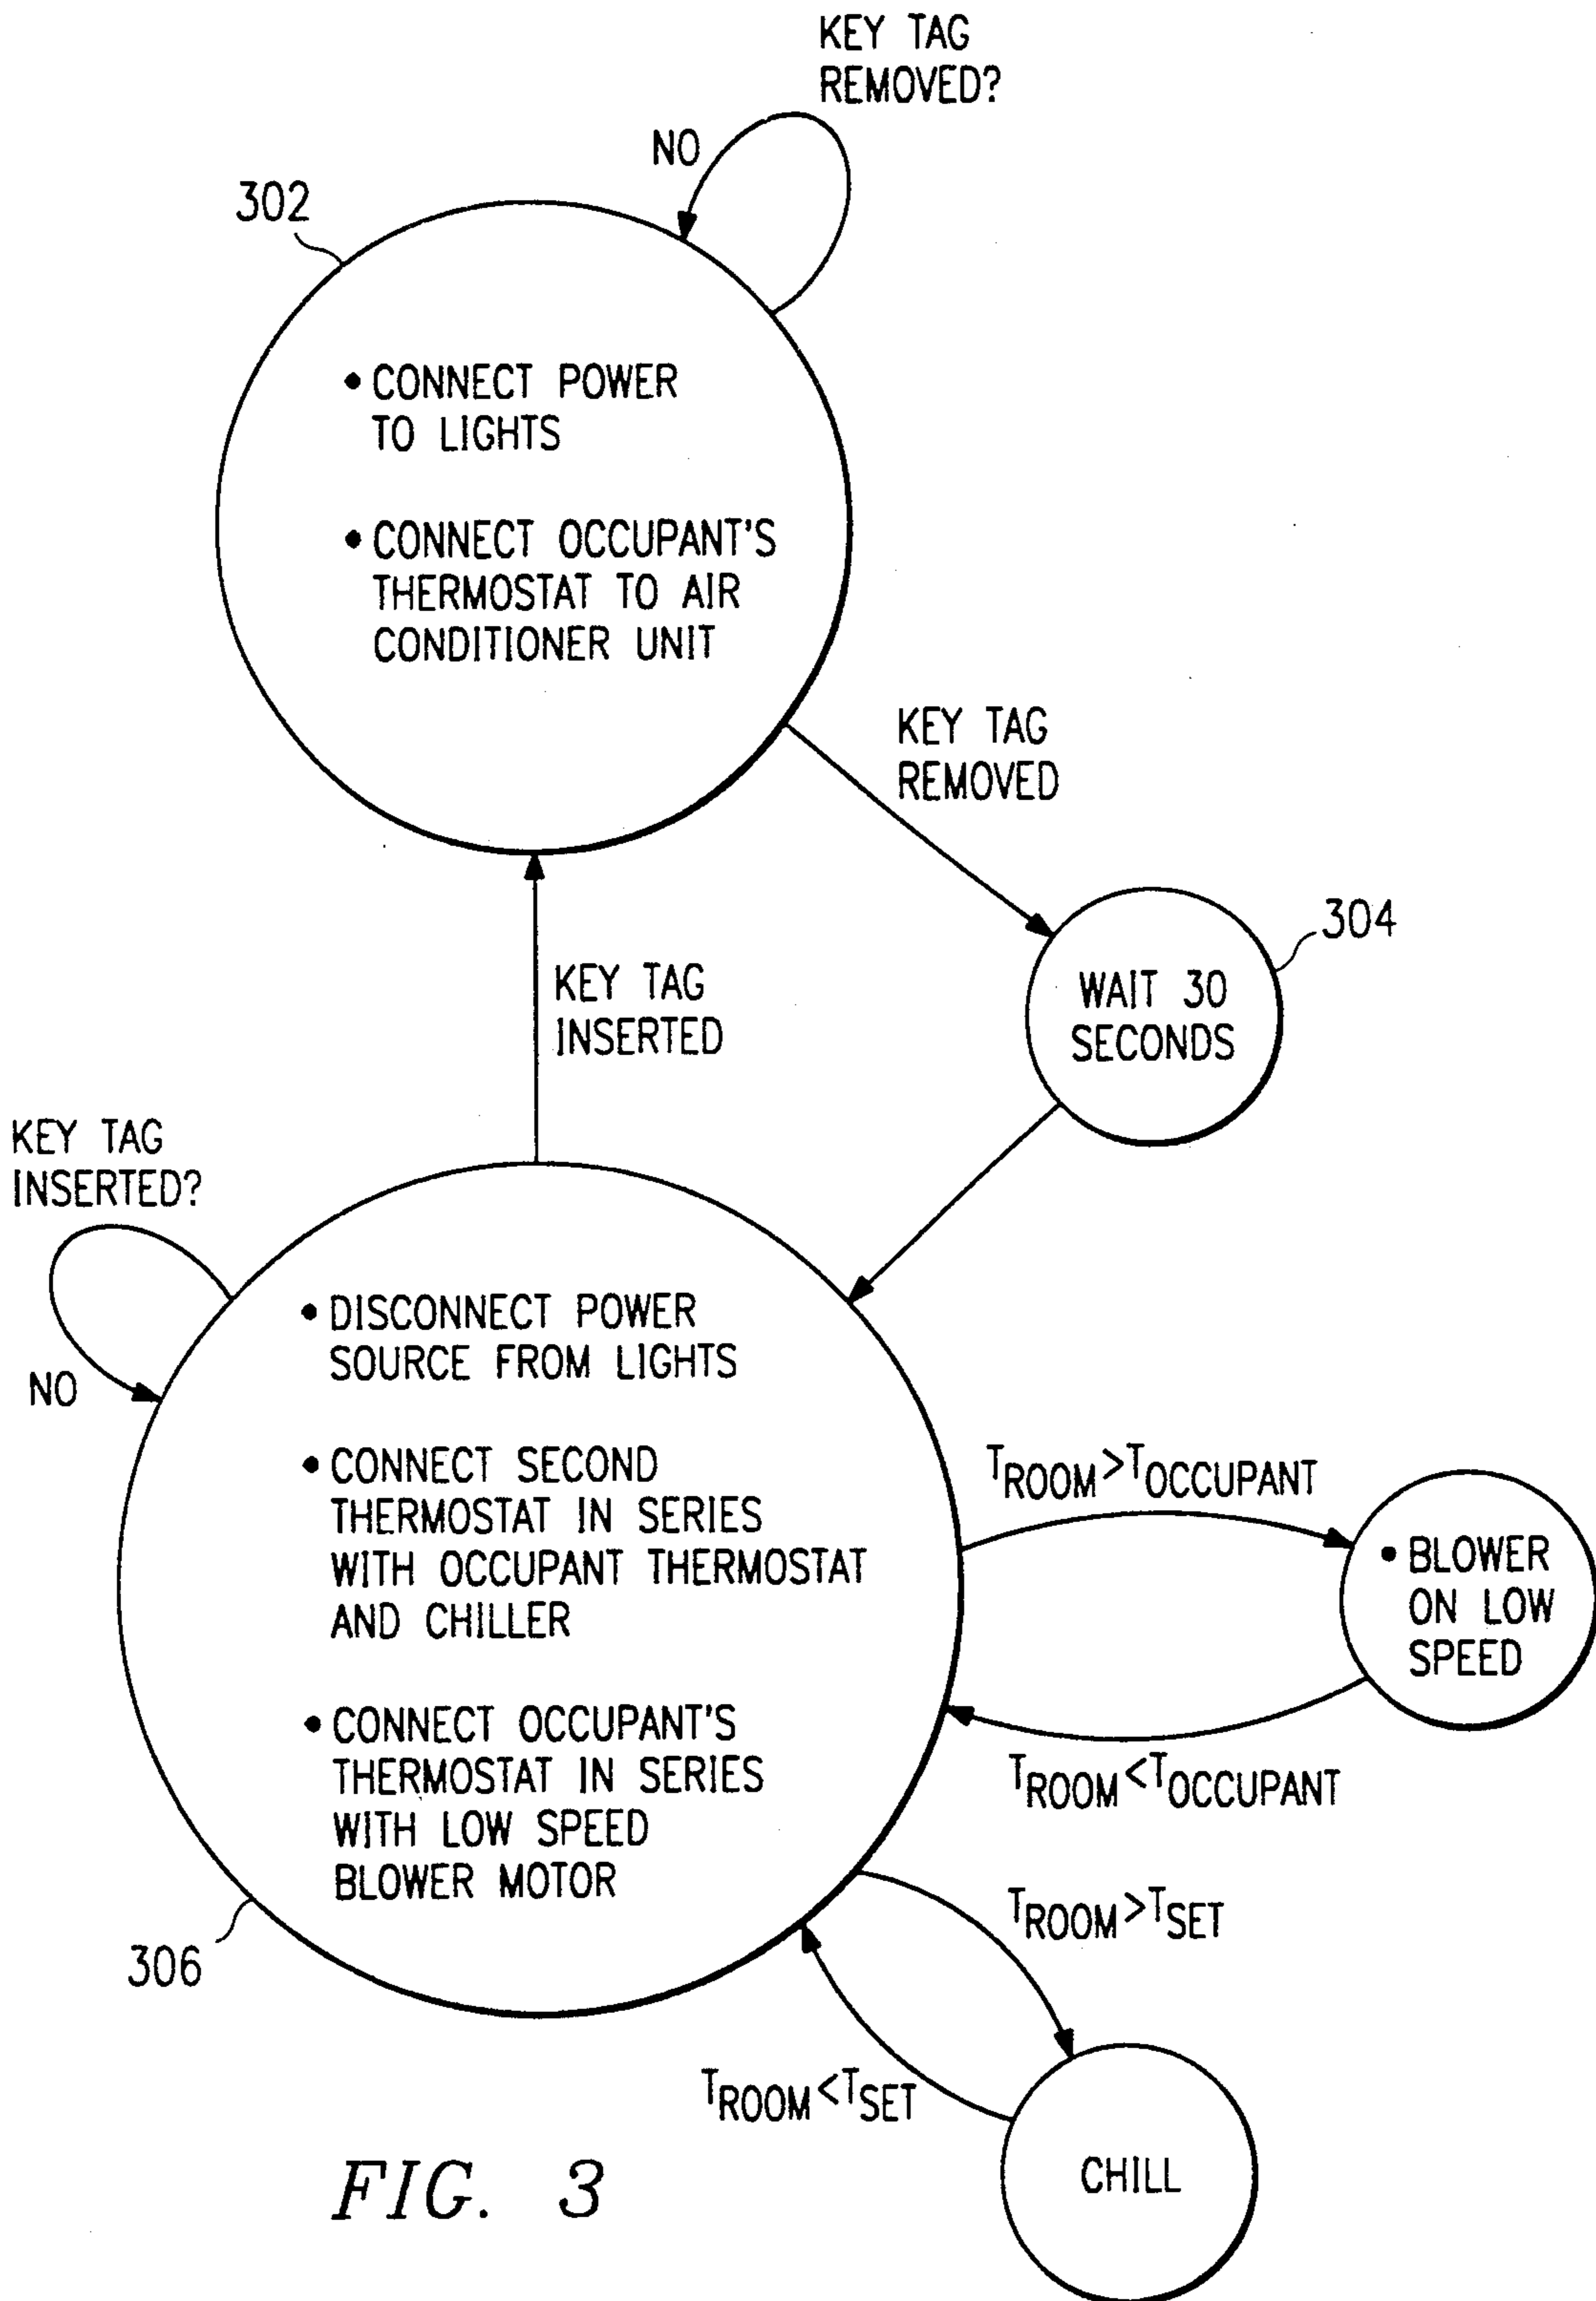 KEY TAG
REMOVED?
NO
302
• CONNECT POWER
TO LIGHTS
• CONNECT OCCUPANT'S
THERMOSTAT TO AIR
CONDITIONER UNIT
KEY TAG
REMOVED
304
WAIT 30
SECONDS
KEY TAG
INSERTED
KEY TAG
INSERTED?
NO
• DISCONNECT POWER
SOURCE FROM LIGHTS
• CONNECT SECOND
THERMOSTAT IN SERIES
WITH OCCUPANT THERMOSTAT
AND CHILLER
• CONNECT OCCUPANT'S
THERMOSTAT IN SERIES
WITH LOW SPEED
BLOWER MOTOR
306
TROOM>TOCCUPANT
• BLOWER
ON LOW
SPEED
TROOM<TOCCUPANT
TROOM>TSET
TROOM<TSET
CHILL
FIG. 3